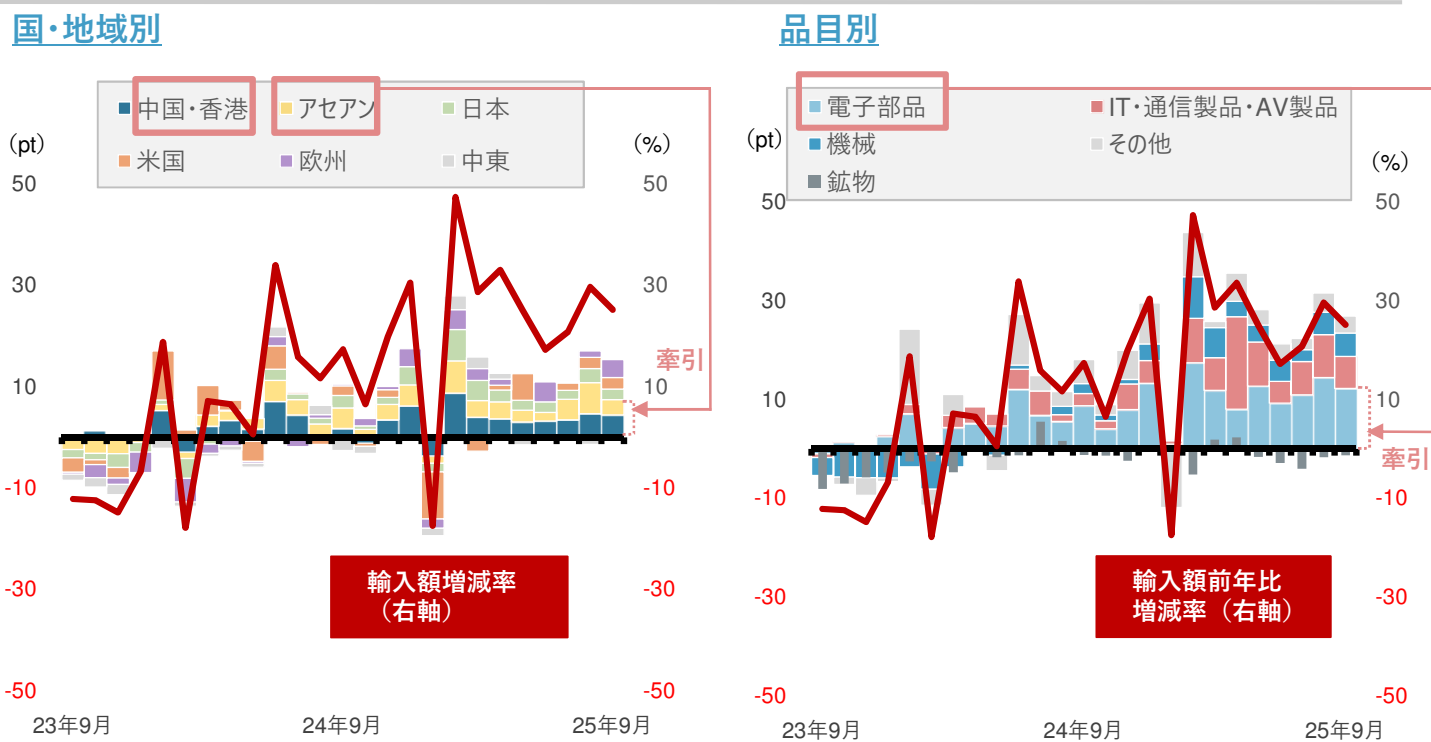 国・地域別
中国・香港 アセアン 日本
米国 欧州 中東
(pt)
(%)
50
30
10
-10
-30
-50
50
30
10
-10
-30
-50
牽引
輸入額増減率
（右軸）
23年9月 24年9月 25年9月
品目別
電子部品 IT・通信製品・AV製品
機械 その他
鉱物
(pt)
(%)
50
30
10
-10
-30
-50
50
30
10
-10
-30
-50
牽引
輸入額前年比
増減率（右軸）
23年9月 24年9月 25年9月